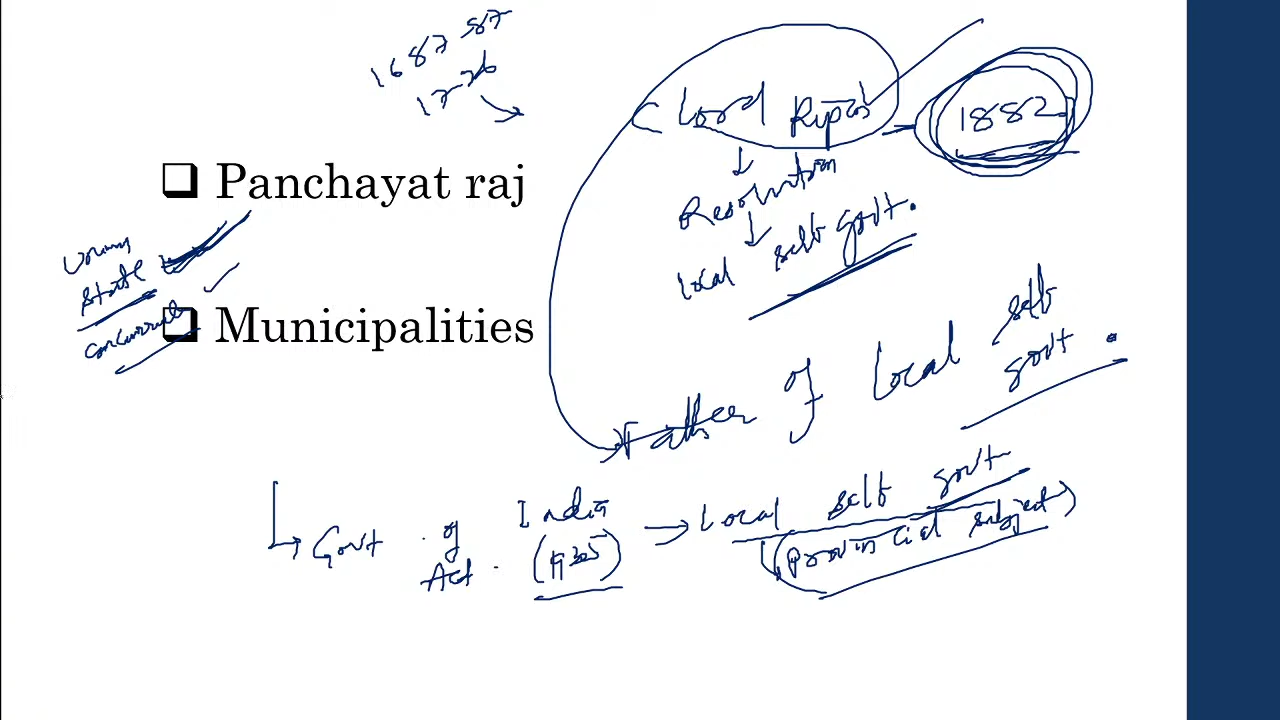 1687 87
1726
Lord Ripon - 1882
Resolution
Local self Govt.
❑ Panchayat raj
Union
State
Concurrent
❑ Municipalities
Father of Local self govt.
Govt. of India Act. (1935) → Local self govt
(Provincial subject)